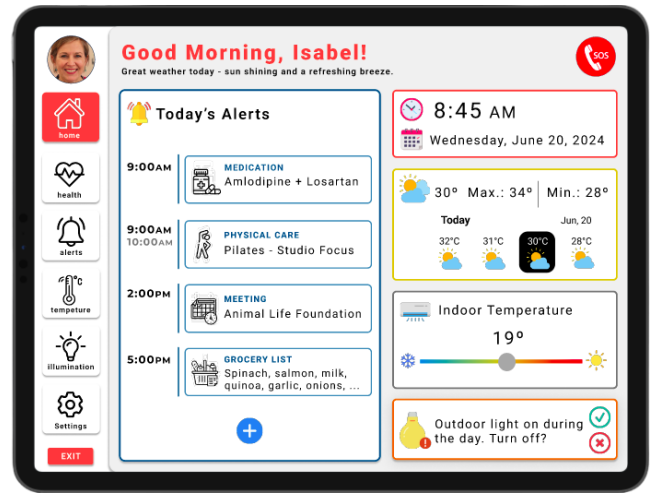 Good Morning, Isabel!
Great weather today - sun shining and a refreshing breeze.
SOS
home
health
alerts
tempeture
illumination
Settings
EXIT
Today's Alerts
9:00AM
MEDICATION
Amlodipine + Losartan
9:00AM
10:00AM
PHYSICAL CARE
Pilates - Studio Focus
2:00PM
MEETING
Animal Life Foundation
5:00PM
GROCERY LIST
Spinach, salmon, milk,
quinoa, garlic, onions, ...
8:45 AM
Wednesday, June 20, 2024
30º Max.: 34º Min.: 28º
Today Jun, 20
32°C 31°C 30°C 28°C
Indoor Temperature
19º
Outdoor light on during
the day. Turn off?